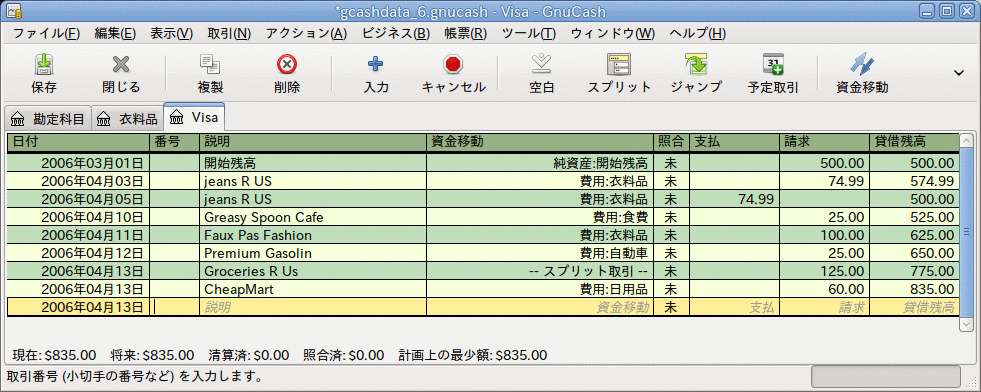 *gcashdata_6.gnucash - Visa - GnuCash
ファイル(F) 編集(E) 表示(V) 取引(N) アクション(A) ビジネス(B) 帳票(R) ツール(T) ウィンドウ(W) ヘルプ(H)
保存 閉じる 複製 削除 入力 キャンセル 空白 スプリット ジャンプ 予定取引 資金移動
勘定科目 衣料品 Visa
日付 番号 説明 資金移動 照合 支払 請求 貸借残高
2006年03月01日 開始残高 純資産:開始残高 未 500.00 500.00
2006年04月03日 jeans R US 費用:衣料品 未 74.99 574.99
2006年04月05日 jeans R US 費用:衣料品 未 74.99 500.00
2006年04月10日 Greasy Spoon Cafe 費用:食費 未 25.00 525.00
2006年04月11日 Faux Pas Fashion 費用:衣料品 未 100.00 625.00
2006年04月12日 Premium Gasolin 費用:自動車 未 25.00 650.00
2006年04月13日 Groceries R Us -- スプリット取引 -- 未 125.00 775.00
2006年04月13日 CheapMart 費用:日用品 未 60.00 835.00
2006年04月13日 説明 資金移動 未 支払 請求 貸借残高
現在: $835.00 将来: $835.00 清算済: $0.00 照合済: $0.00 計画上の最少額: $835.00
取引番号 (小切手の番号など) を入力します。